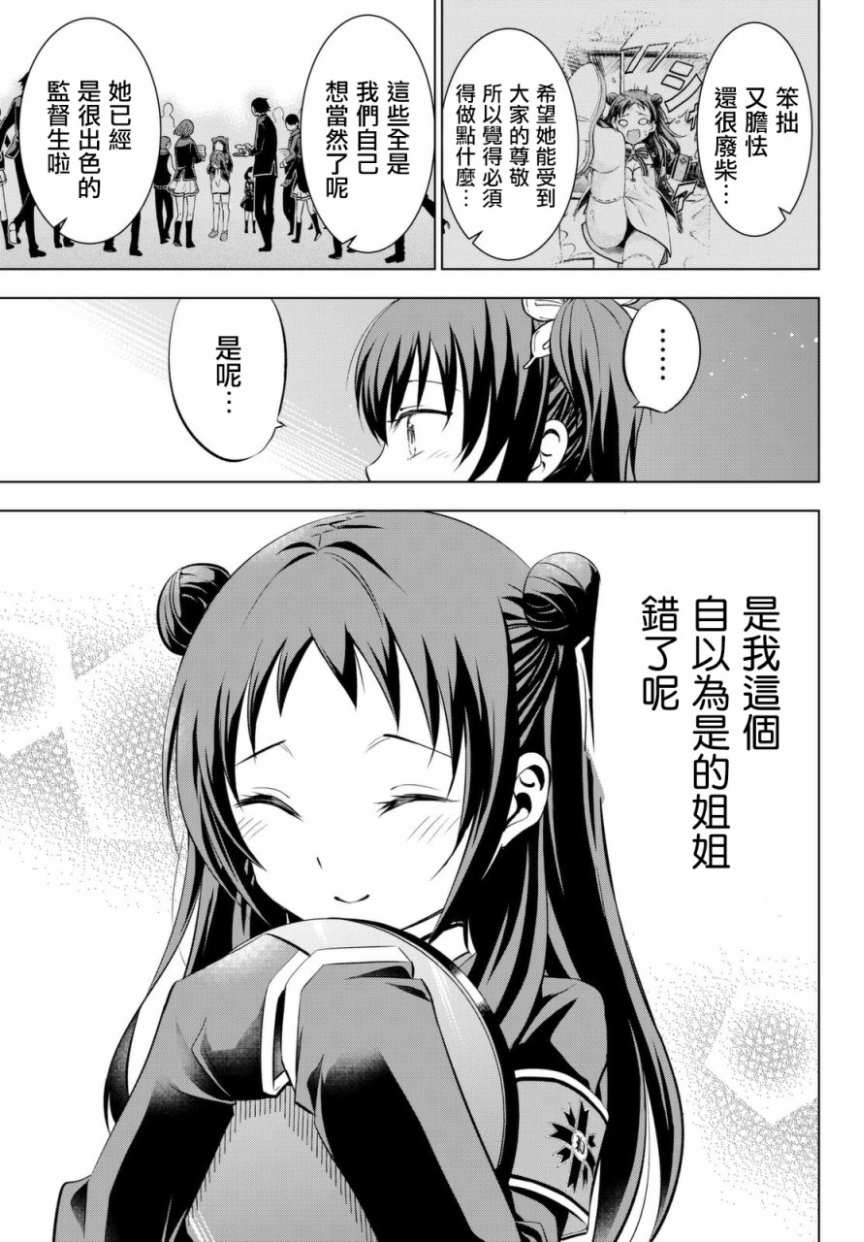 笨拙
又膽怯
還很廢柴…
希望她能受到
大家的尊敬
所以覺得必須
得做點什麼…
這些全是
我們自己
想當然了呢
她已經
是很出色的
監督生啦
……
是呢…
是我這個
自以為是的姐姐
錯了呢